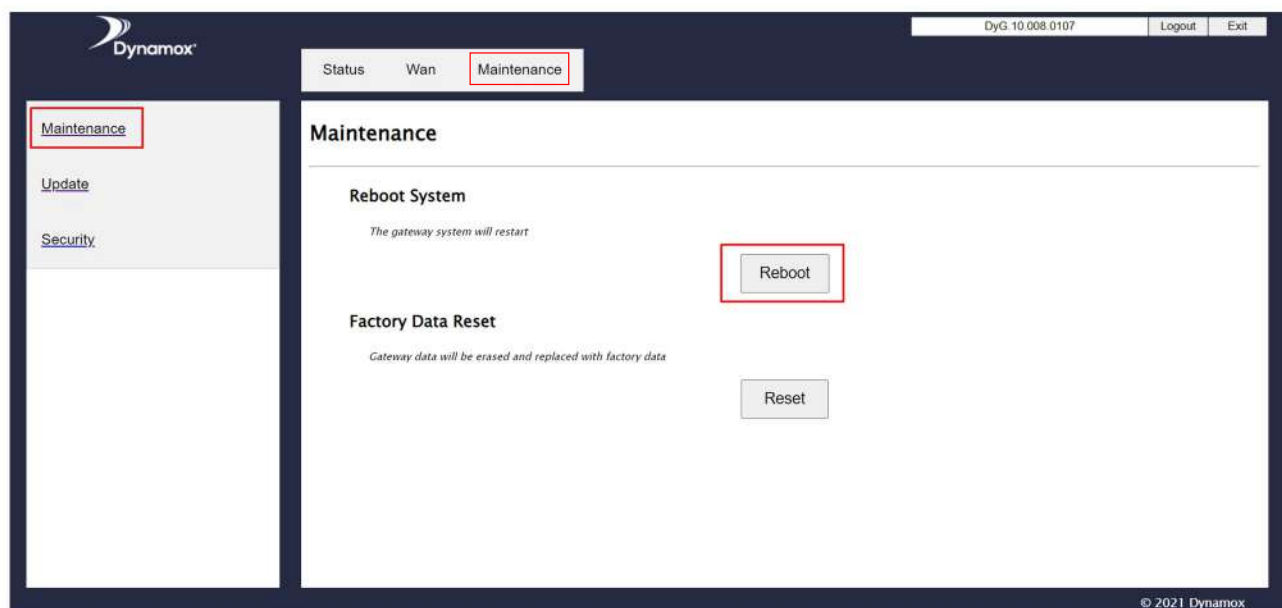 Dynamox
DyG.10.008.0107 Logout Exit
Status Wan Maintenance
Maintenance
Update
Security
Maintenance
Reboot System
The gateway system will restart
Reboot
Factory Data Reset
Gateway data will be erased and replaced with factory data
Reset
© 2021 Dynamox